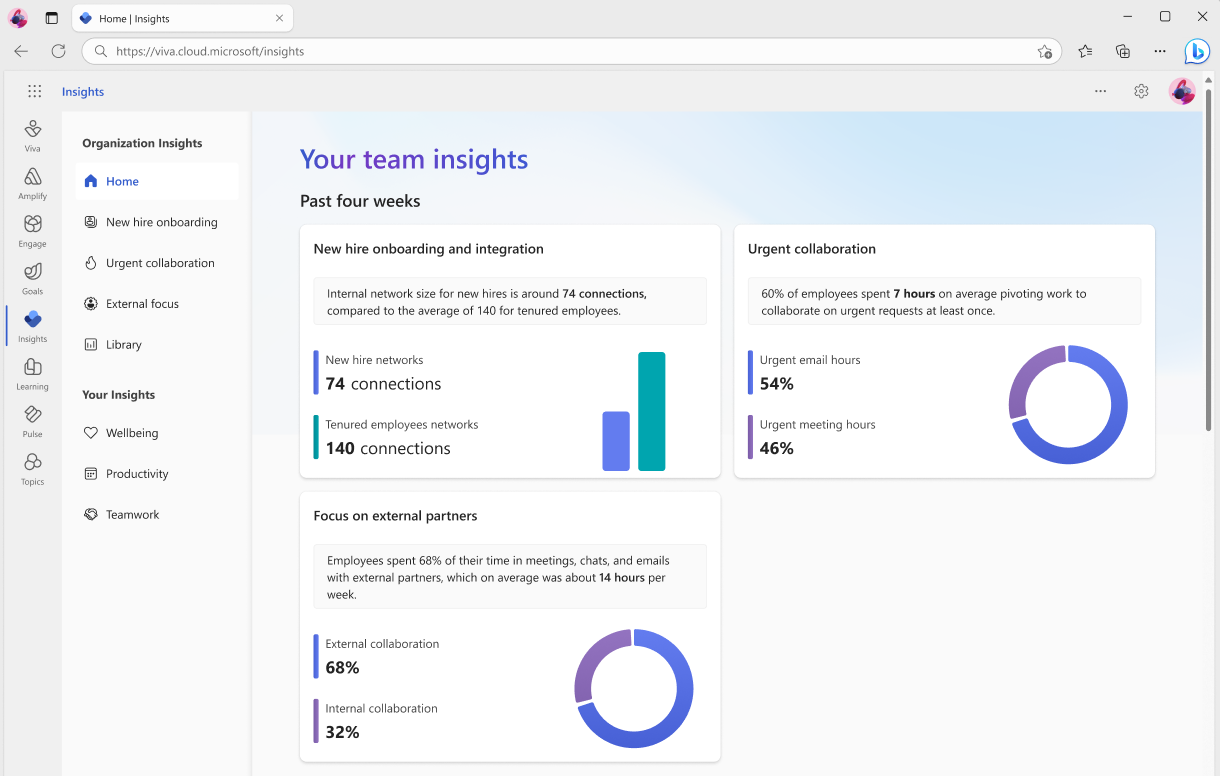 Home | Insights
https://viva.cloud.microsoft/insights
Insights
Viva
Amplify
Engage
Goals
Insights
Learning
Pulse
Topics
Organization Insights
Home
New hire onboarding
Urgent collaboration
External focus
Library
Your Insights
Wellbeing
Productivity
Teamwork
Your team insights
Past four weeks
New hire onboarding and integration
Internal network size for new hires is around 74 connections,
compared to the average of 140 for tenured employees.
New hire networks
74 connections
Tenured employees networks
140 connections
Urgent collaboration
60% of employees spent 7 hours on average pivoting work to
collaborate on urgent requests at least once.
Urgent email hours
54%
Urgent meeting hours
46%
Focus on external partners
Employees spent 68% of their time in meetings, chats, and emails
with external partners, which on average was about 14 hours per
week.
External collaboration
68%
Internal collaboration
32%